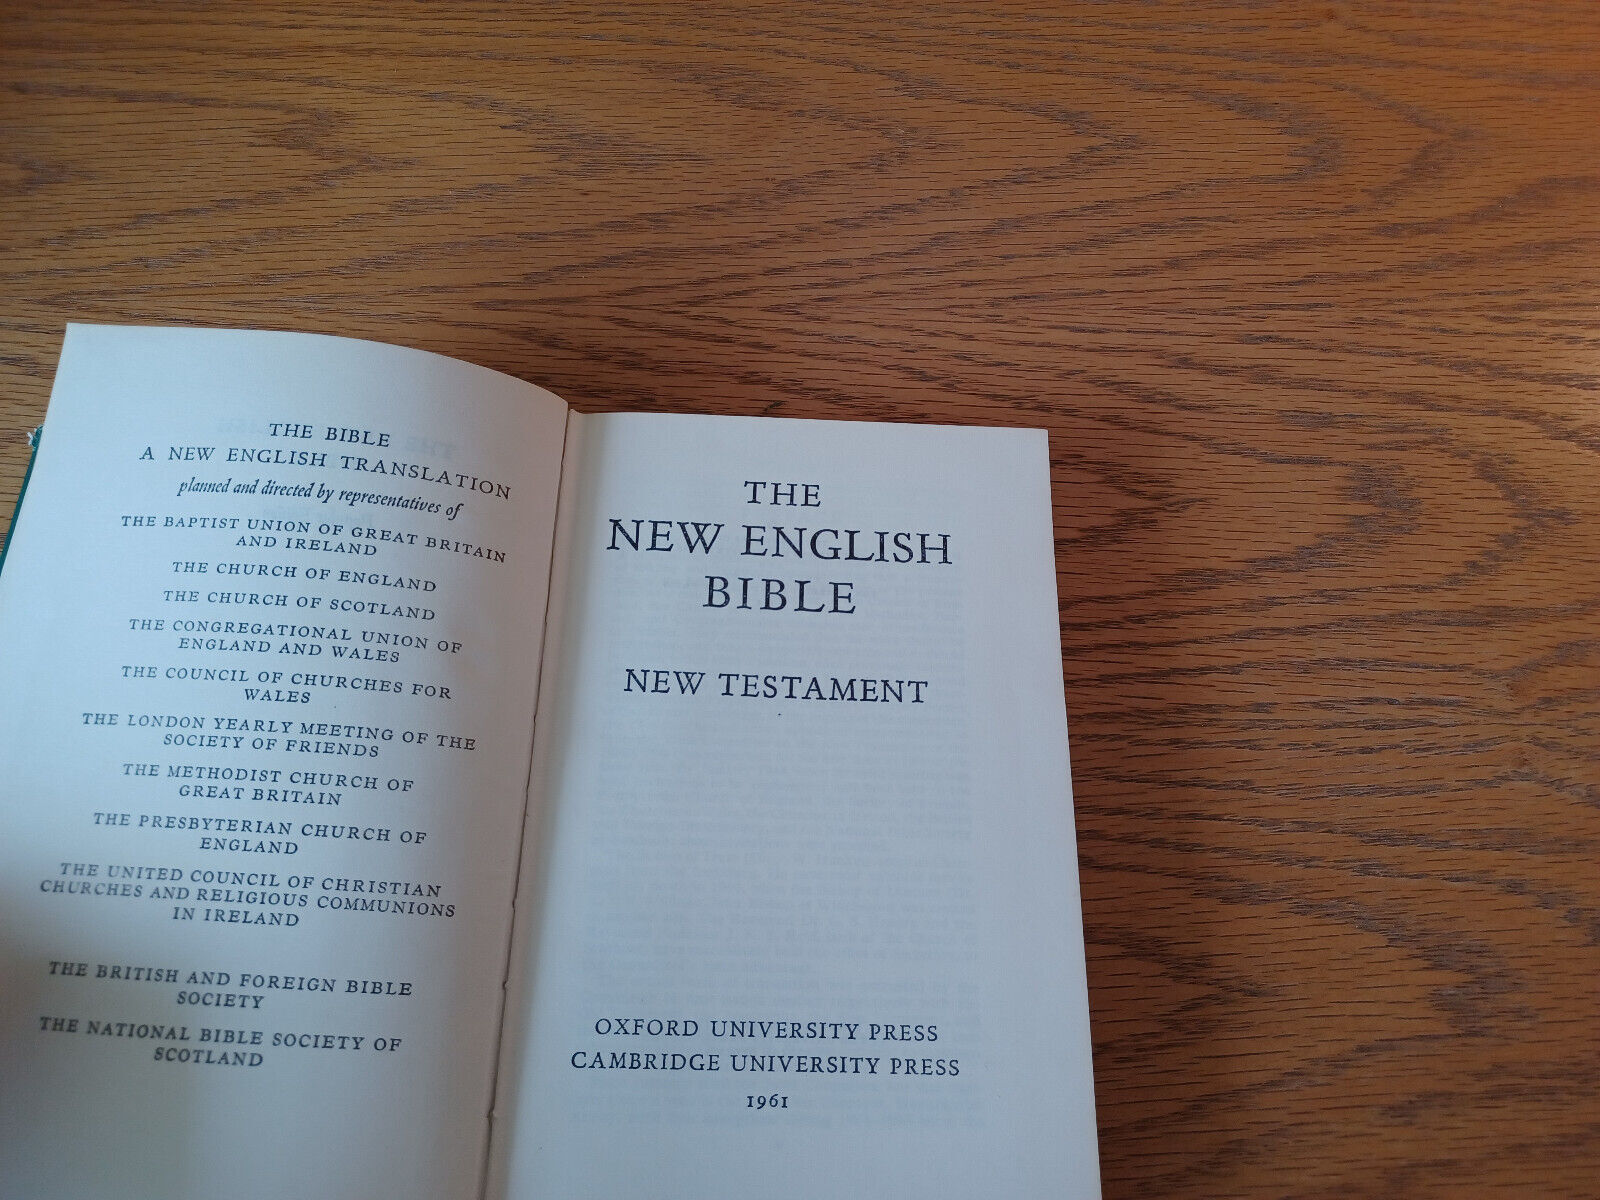 THE BIBLE
A NEW ENGLISH TRANSLATION
planned and directed by representatives of
THE BAPTIST UNION OF GREAT BRITAIN
AND IRELAND
THE CHURCH OF ENGLAND
THE CHURCH OF SCOTLAND
THE CONGREGATIONAL UNION OF
ENGLAND AND WALES
THE COUNCIL OF CHURCHES FOR
WALES
THE LONDON YEARLY MEETING OF THE
SOCIETY OF FRIENDS
THE METHODIST CHURCH OF
GREAT BRITAIN
THE PRESBYTERIAN CHURCH OF
ENGLAND
THE UNITED COUNCIL OF CHRISTIAN
CHURCHES AND RELIGIOUS COMMUNIONS
IN IRELAND
THE BRITISH AND FOREIGN BIBLE
SOCIETY
THE NATIONAL BIBLE SOCIETY OF
SCOTLAND
THE
NEW ENGLISH
BIBLE
NEW TESTAMENT
OXFORD UNIVERSITY PRESS
CAMBRIDGE UNIVERSITY PRESS
1961